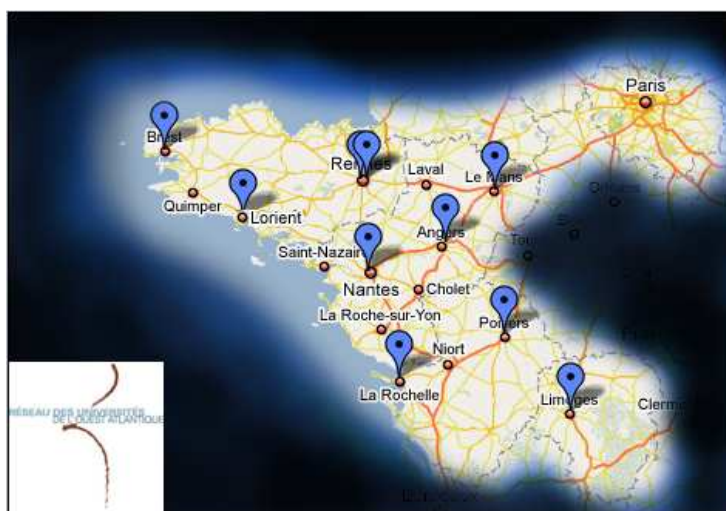 Paris
Brest
Rennes
Laval
Le Mans
Orléans
Quimper
Lorient
Angers
Saint-Nazaire
Nantes
Cholet
La Roche-sur-Yon
Poitiers
Niort
La Rochelle
Limoges
RÉSEAU DES UNIVERSITÉS
DE L'OUEST ATLANTIQUE